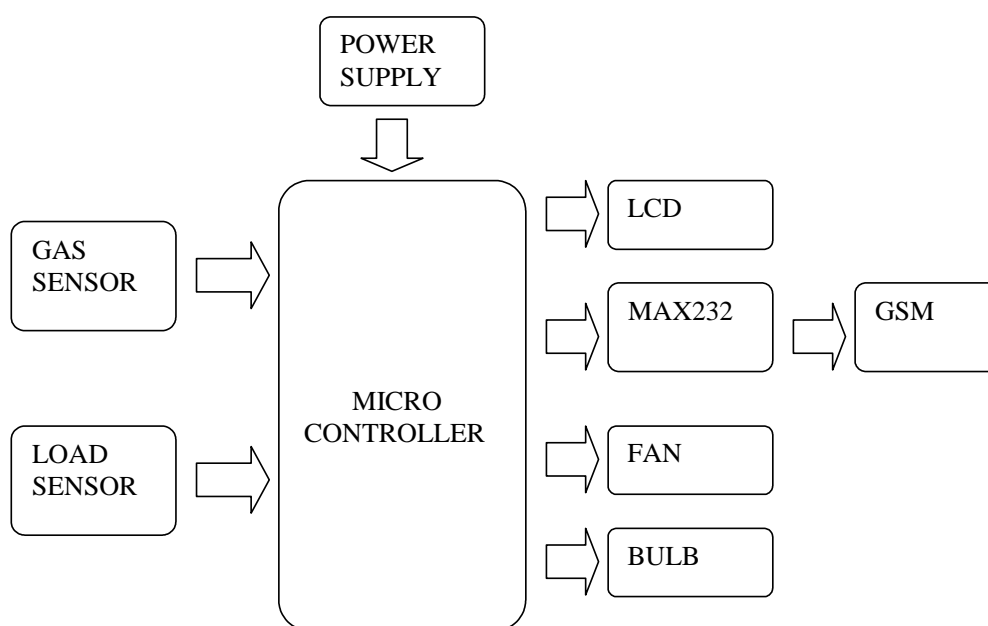 POWER
SUPPLY
GAS
SENSOR
LOAD
SENSOR
MICRO
CONTROLLER
LCD
MAX232
GSM
FAN
BULB